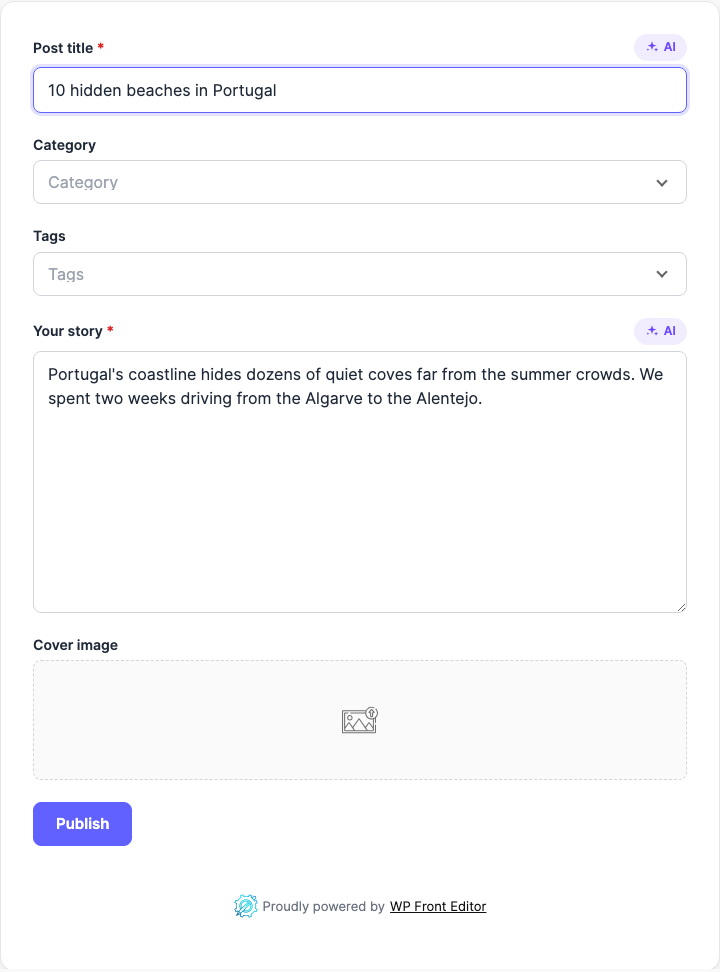 Post title *
AI
10 hidden beaches in Portugal
Category
Category
Tags
Tags
Your story *
AI
Portugal's coastline hides dozens of quiet coves far from the summer crowds. We
spent two weeks driving from the Algarve to the Alentejo.
Cover image
Publish
Proudly powered by WP Front Editor